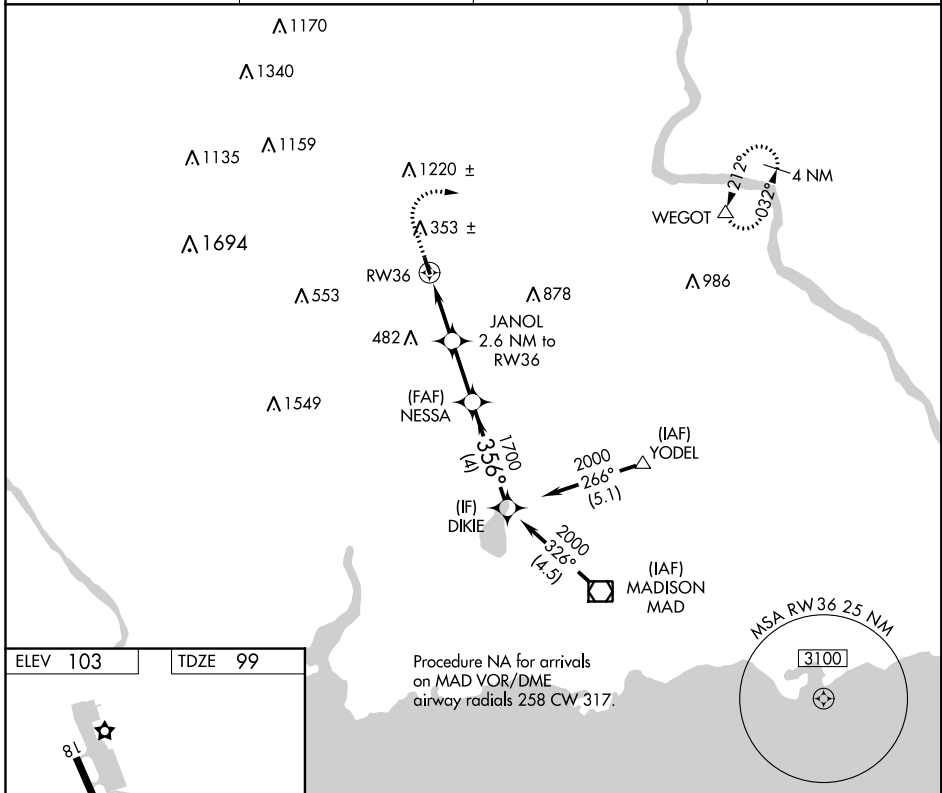 1170
1340
1159
1135
1220 ±
4 NM
212°
032°
WEGOT
353 ±
1694
RW36
986
553
878
JANOL
2.6 NM to
RW36
482
(FAF)
NESSA
1549
1700
356°
(4)
(IAF)
YODEL
2000
266°
(5.1)
(IF)
DIKIE
2000
326°
(4.5)
(IAF)
MADISON
MAD
MSA RW36 25 NM
3100
ELEV 103
TDZE 99
Procedure NA for arrivals
on MAD VOR/DME
airway radials 258 CW 317.
18